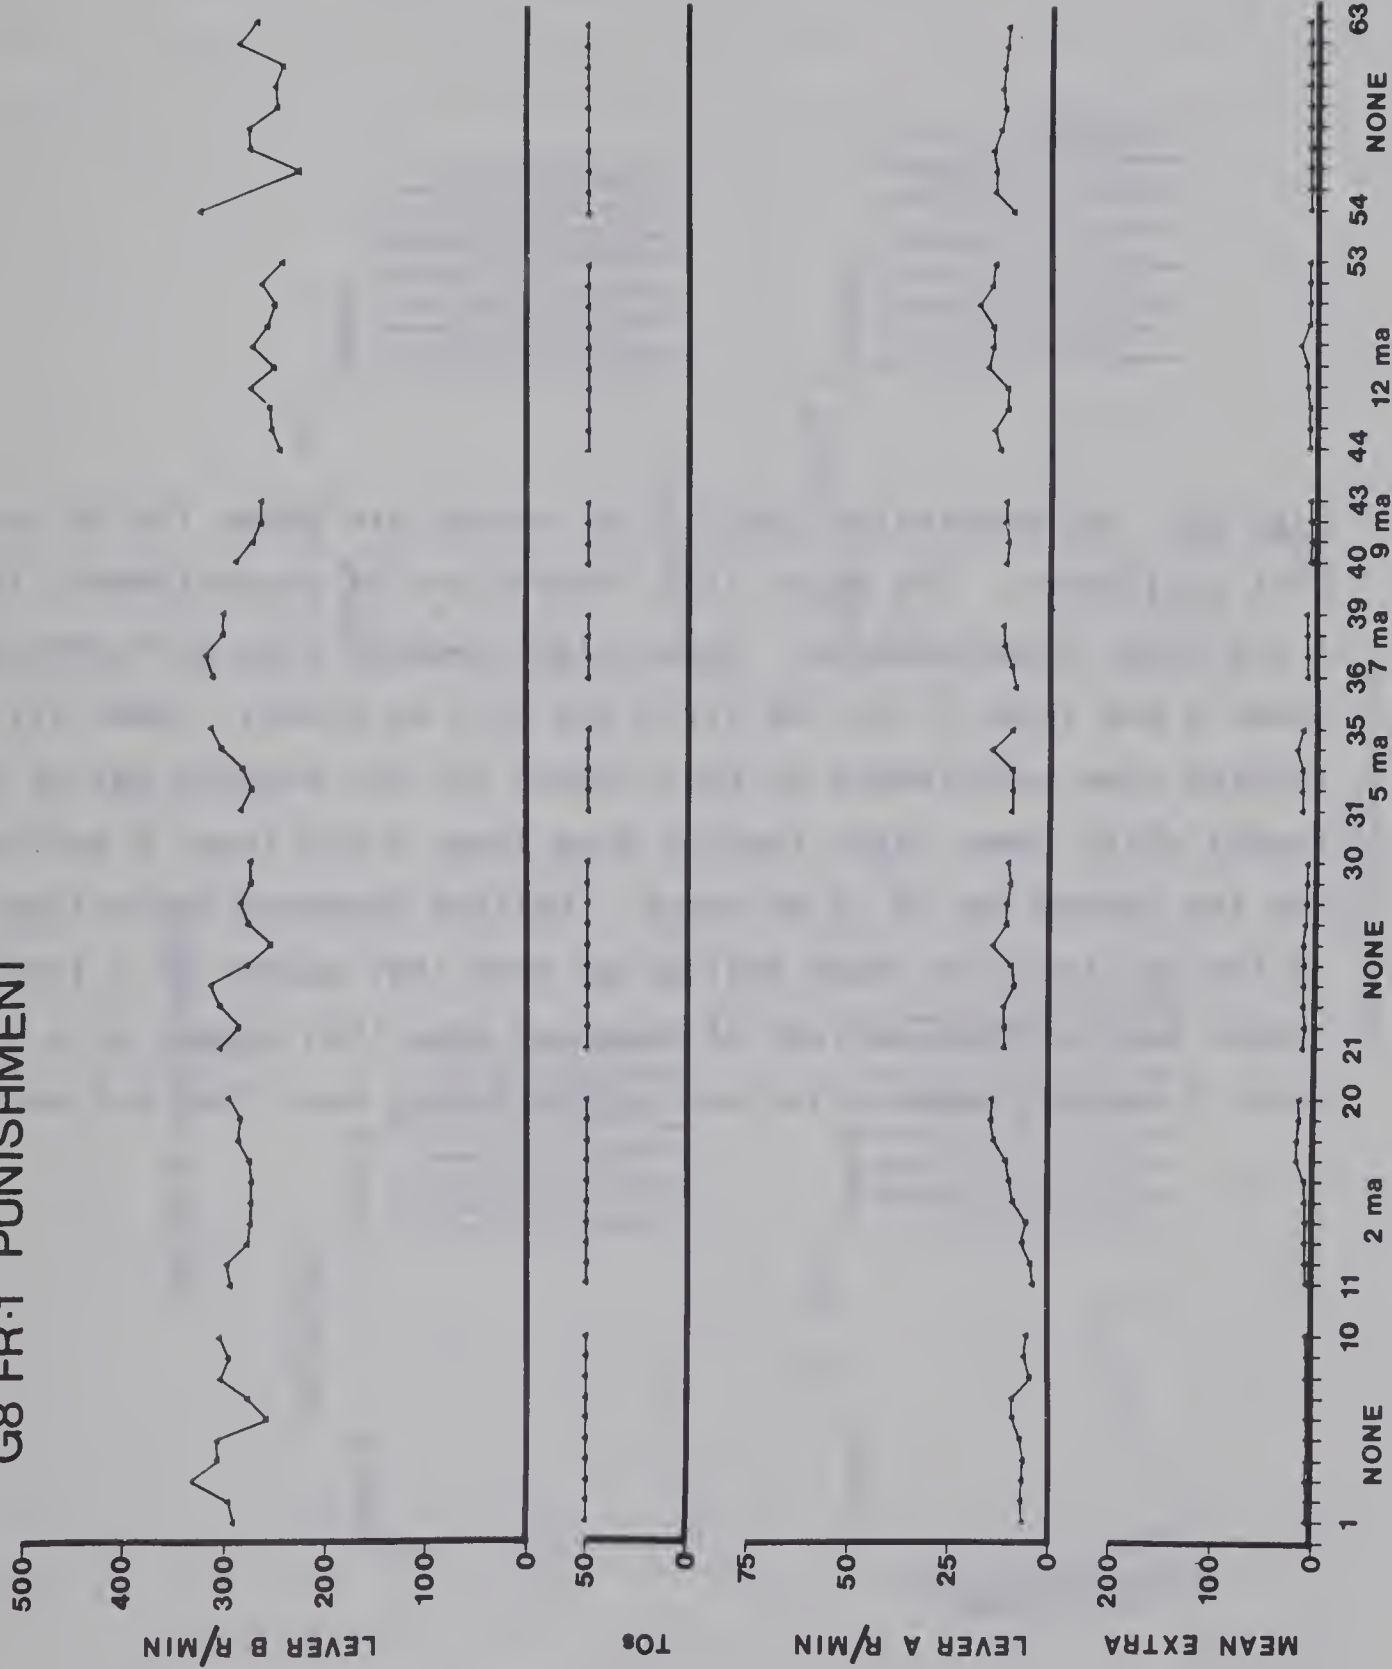 G8 FR·1 PUNISHMENT
LEVER B R/MIN
500
400
300
200
100
0
TOs
50
0
LEVER A R/MIN
75
50
25
0
MEAN EXTRA
200
100
0
1 10 11 20 21 30 31 35 36 39 40 43 44 53 54 63
NONE 2 ma NONE 5 ma 7 ma 9 ma 12 ma NONE